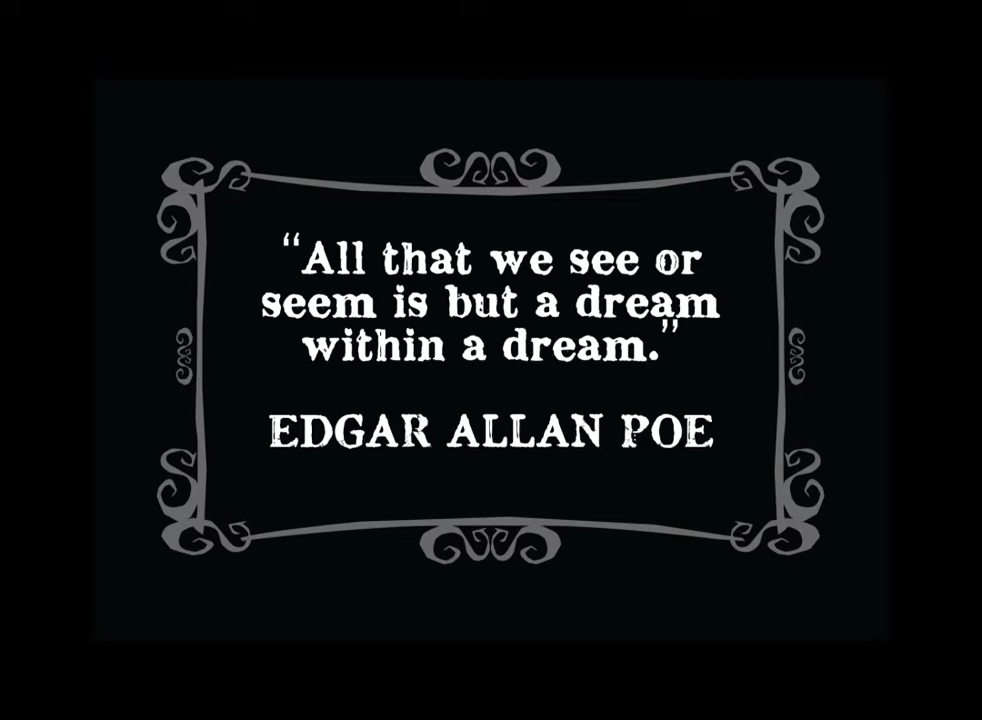 “All that we see or
seem is but a dream
within a dream.”
EDGAR ALLAN POE